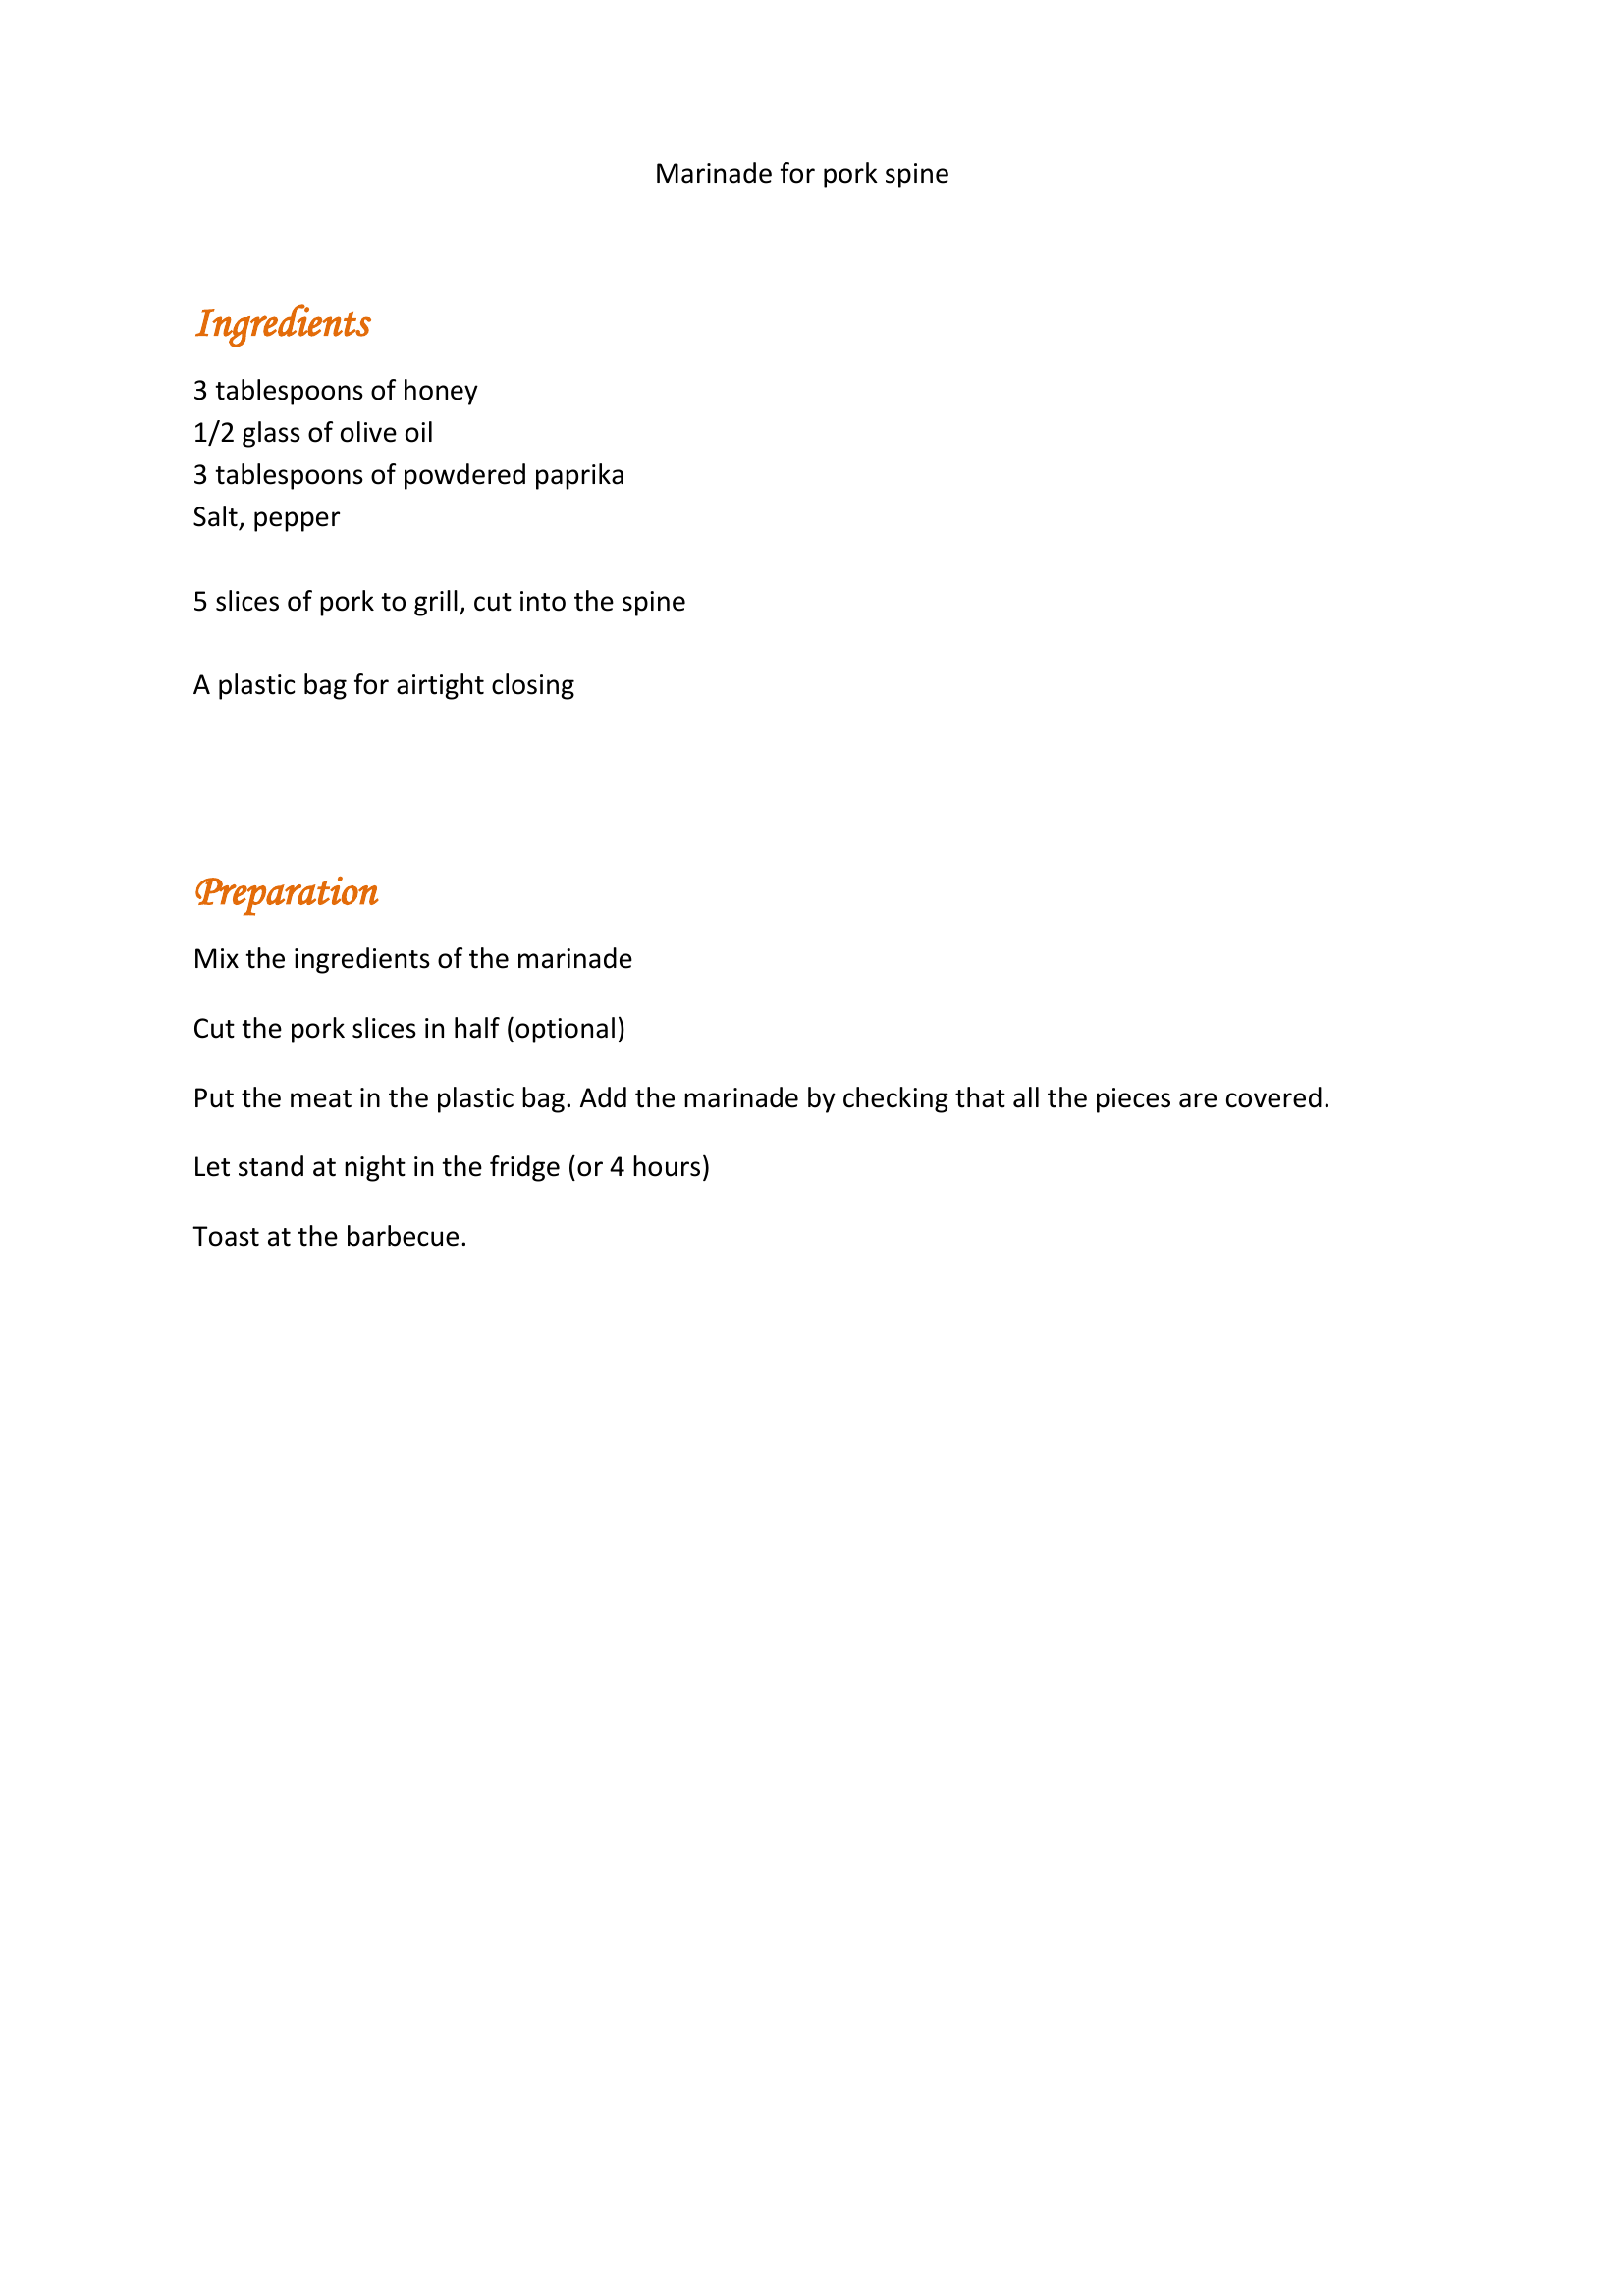 Marinade for pork spine
Ingredients
3 tablespoons of honey
1/2 glass of olive oil
3 tablespoons of powdered paprika
Salt, pepper
5 slices of pork to grill, cut into the spine
A plastic bag for airtight closing
Preparation
Mix the ingredients of the marinade
Cut the pork slices in half (optional)
Put the meat in the plastic bag. Add the marinade by checking that all the pieces are covered.
Let stand at night in the fridge (or 4 hours)
Toast at the barbecue.